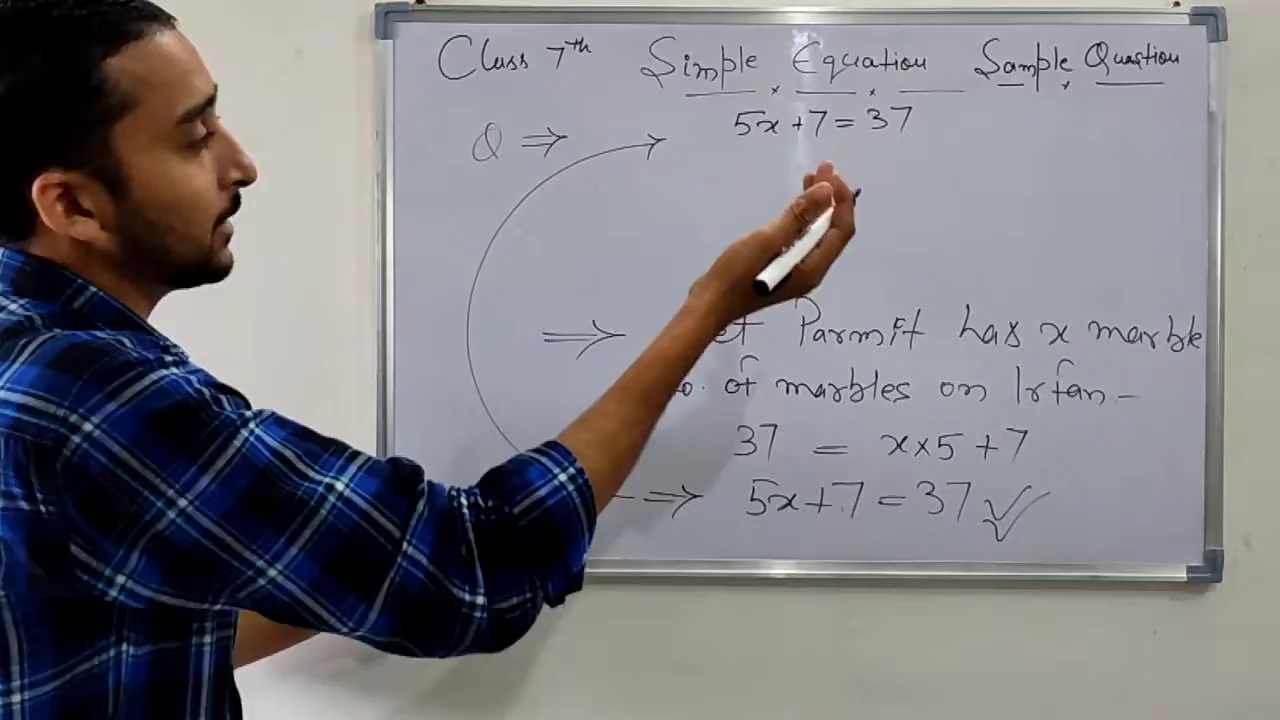 Class 7th Simple Equation Sample Question
Q ⇒ 5x+7=37
⇒ Parmit has x marble
of marbles on Irfan -
37 = x×5+7
⇒ 5x+7=37 ✓